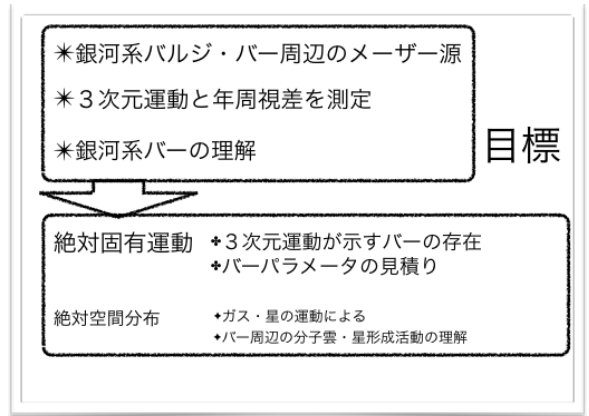 ✴銀河系バルジ・バー周辺のメーザー源
✴３次元運動と年周視差を測定
✴銀河系バーの理解
目標
絶対固有運動
✤３次元運動が示すバーの存在
✤バーパラメータの見積り
絶対空間分布
✦ガス・星の運動による
✦バー周辺の分子雲・星形成活動の理解